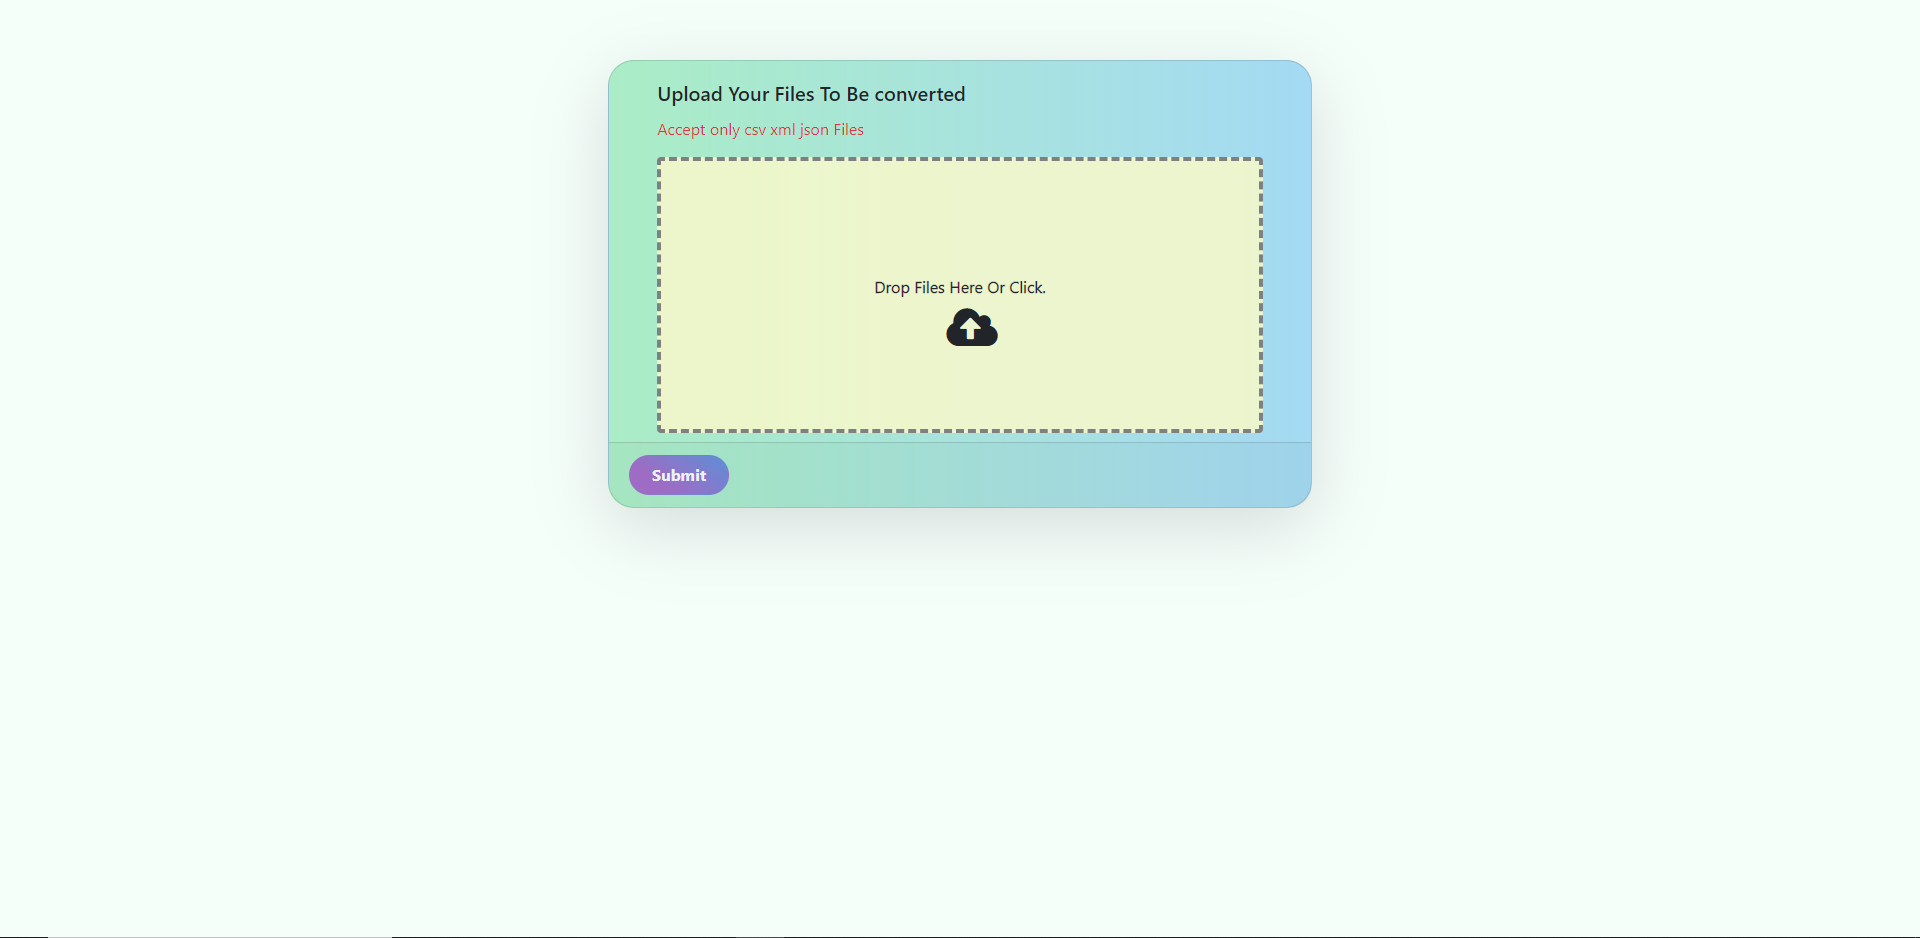 Upload Your Files To Be converted
Accept only csv xml json Files
Drop Files Here Or Click.
Submit